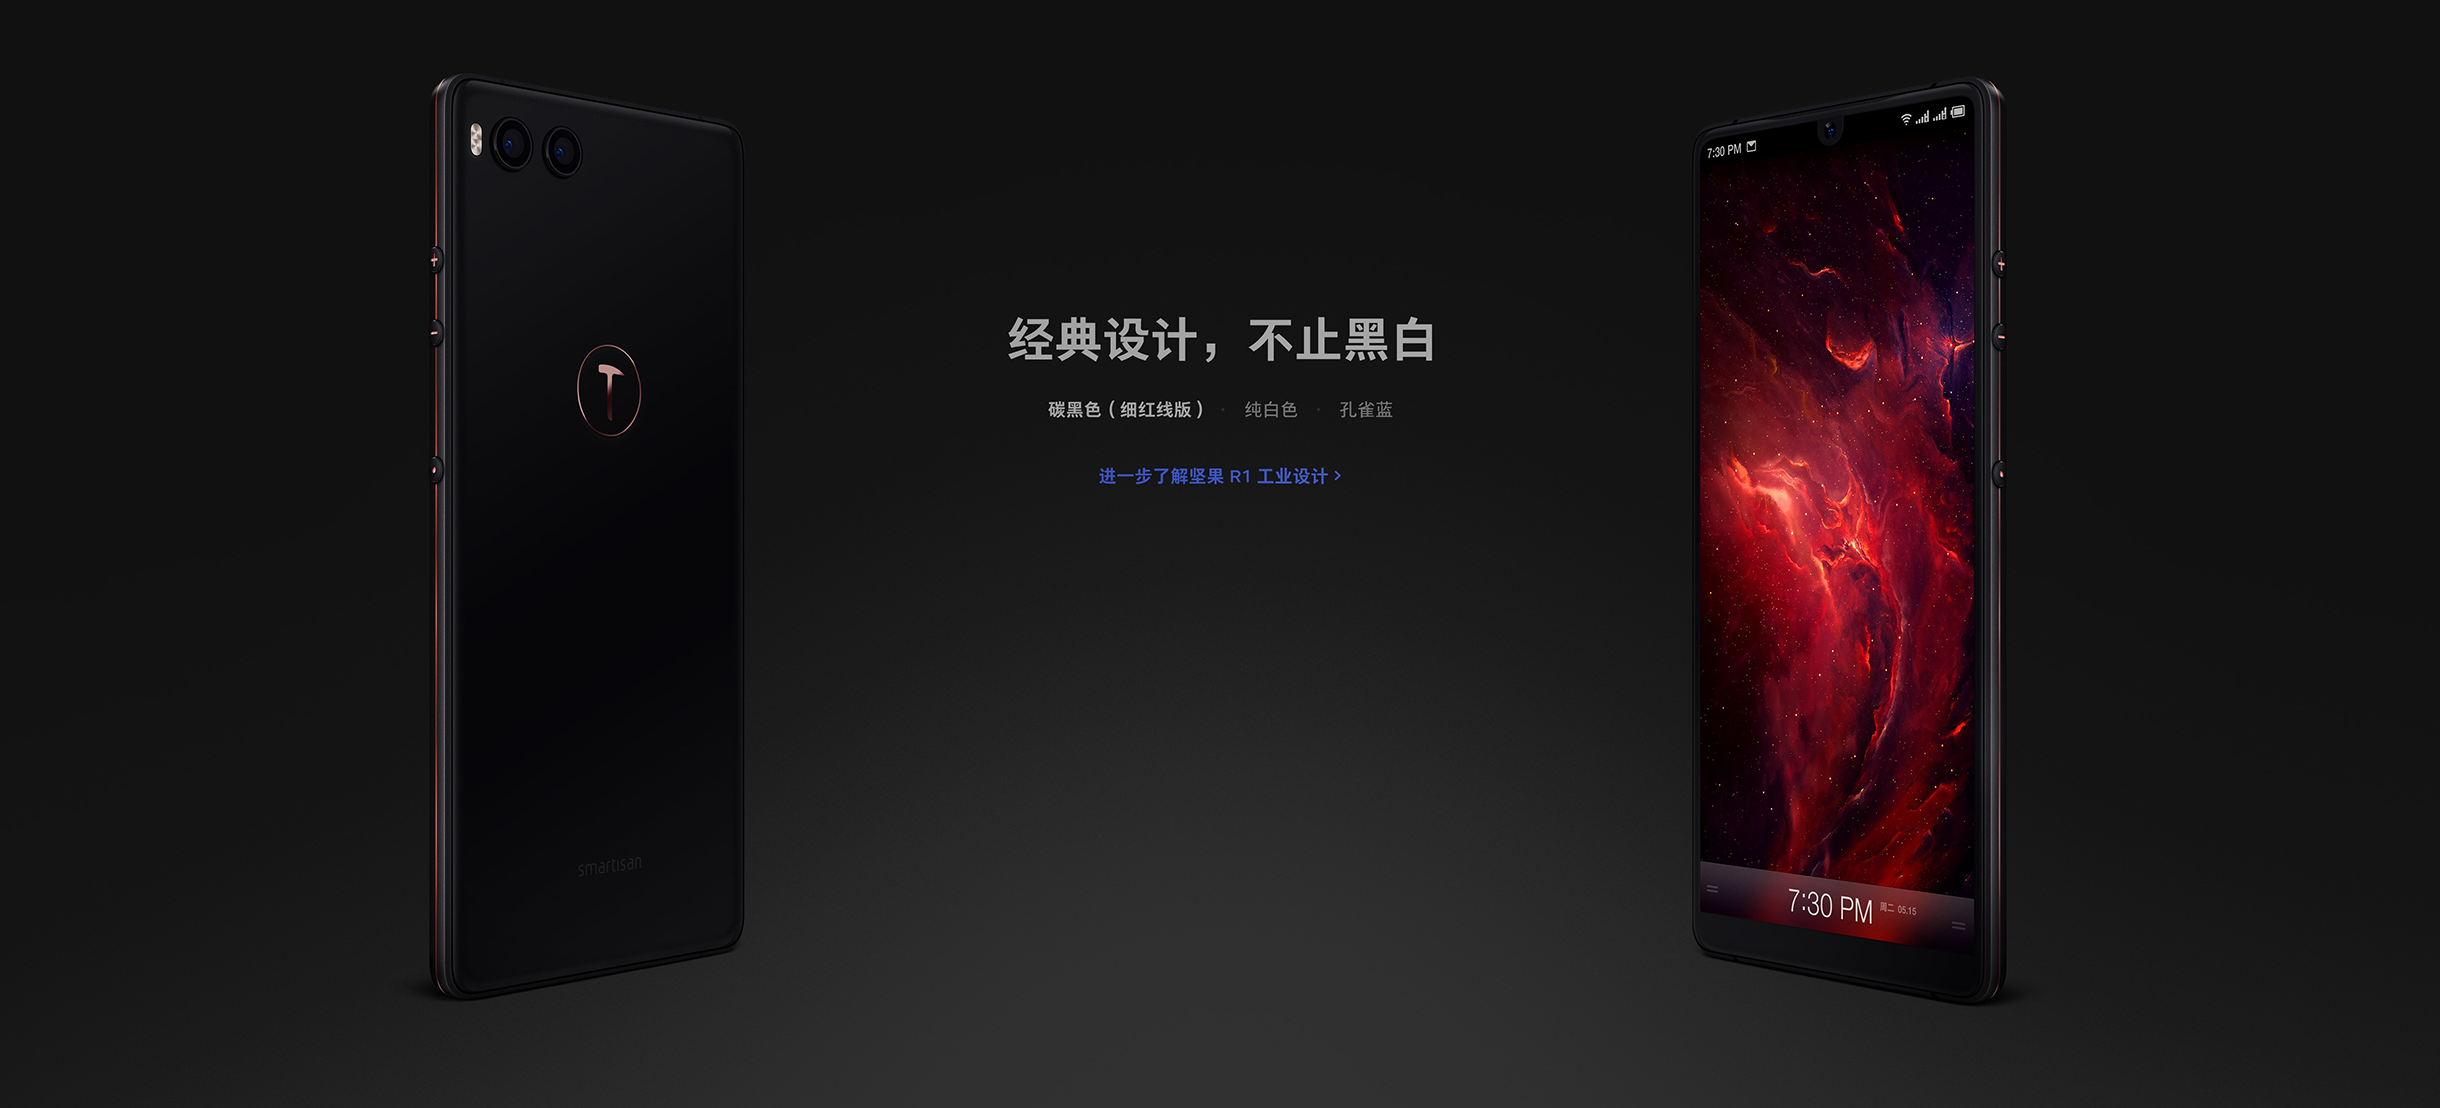 经典设计，不止黑白
碳黑色（细红线版） · 纯白色 · 孔雀蓝
进一步了解坚果 R1 工业设计 >
smartisan
7:30 PM
7:30 PM 周二 05.15